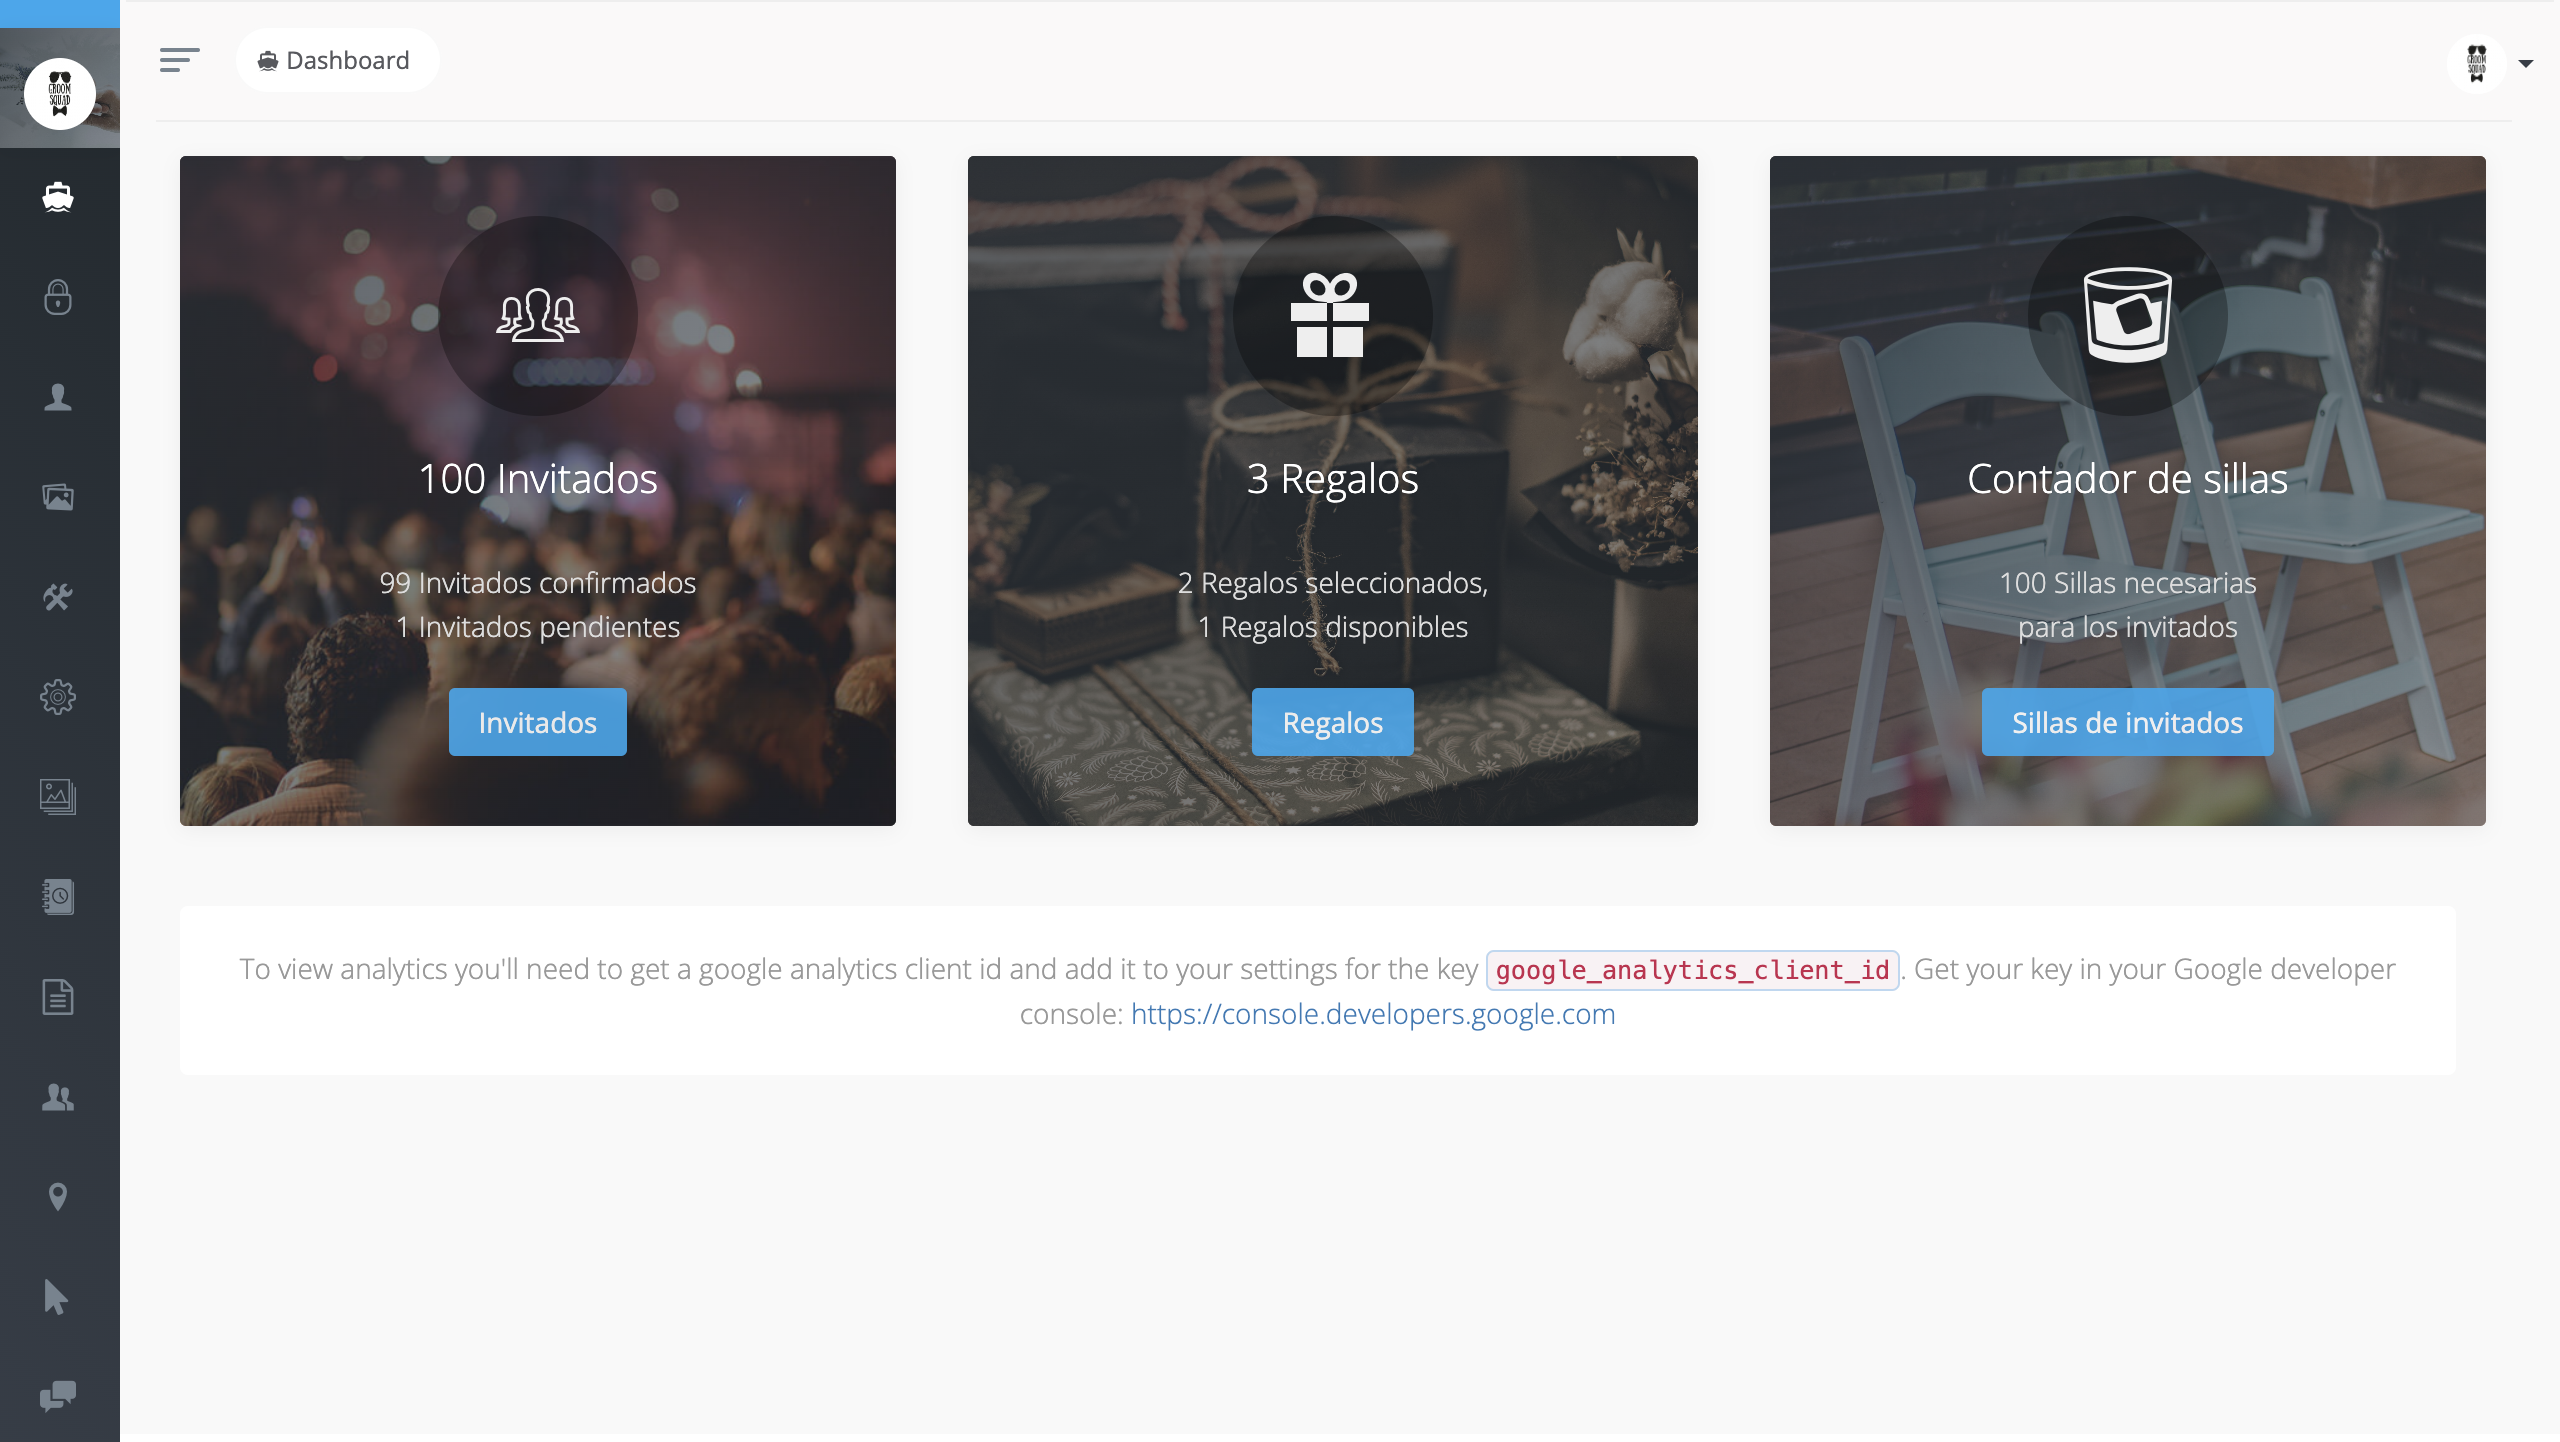 GROOM
SQUAD
Dashboard
GROOM
SQUAD
100 Invitados
99 Invitados confirmados
1 Invitados pendientes
Invitados
3 Regalos
2 Regalos seleccionados,
1 Regalos disponibles
Regalos
Contador de sillas
100 Sillas necesarias
para los invitados
Sillas de invitados
To view analytics you'll need to get a google analytics client id and add it to your settings for the key google_analytics_client_id. Get your key in your Google developer
console: https://console.developers.google.com